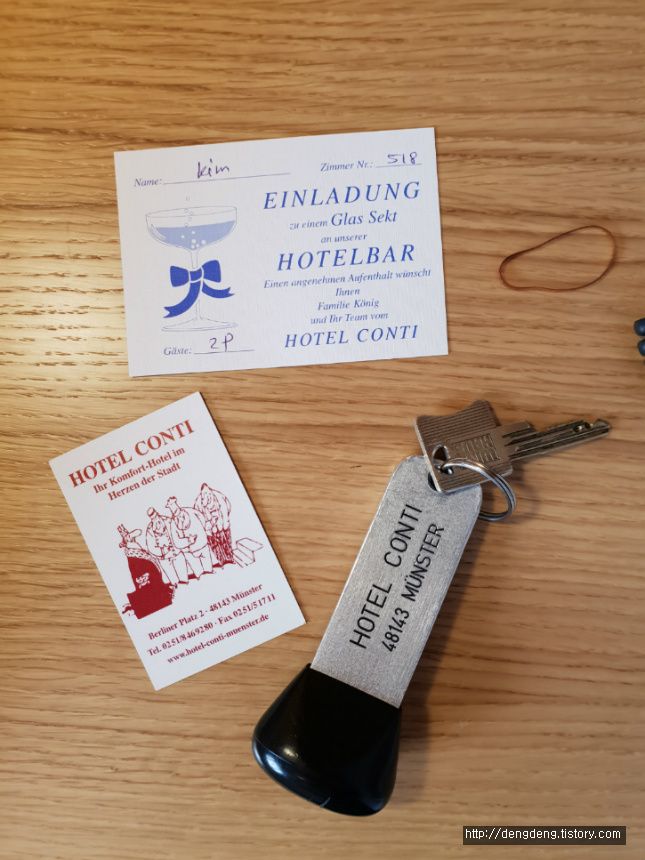 Name: kim Zimmer Nr.: 518
EINLADUNG
zu einem Glas Sekt
an unserer
HOTELBAR
Einen angenehmen Aufenthalt wünscht
Ihnen
Familie König
und Ihr Team vom
HOTEL CONTI
Gäste: 2P
HOTEL CONTI
Ihr Komfort-Hotel im
Herzen der Stadt
Berliner Platz 2 · 48143 Münster
Tel. 0251/8469280 · Fax 0251/51711
www.hotel-conti-muenster.de
HOTEL CONTI
48143 MÜNSTER
http://dengdeng.tistory.com